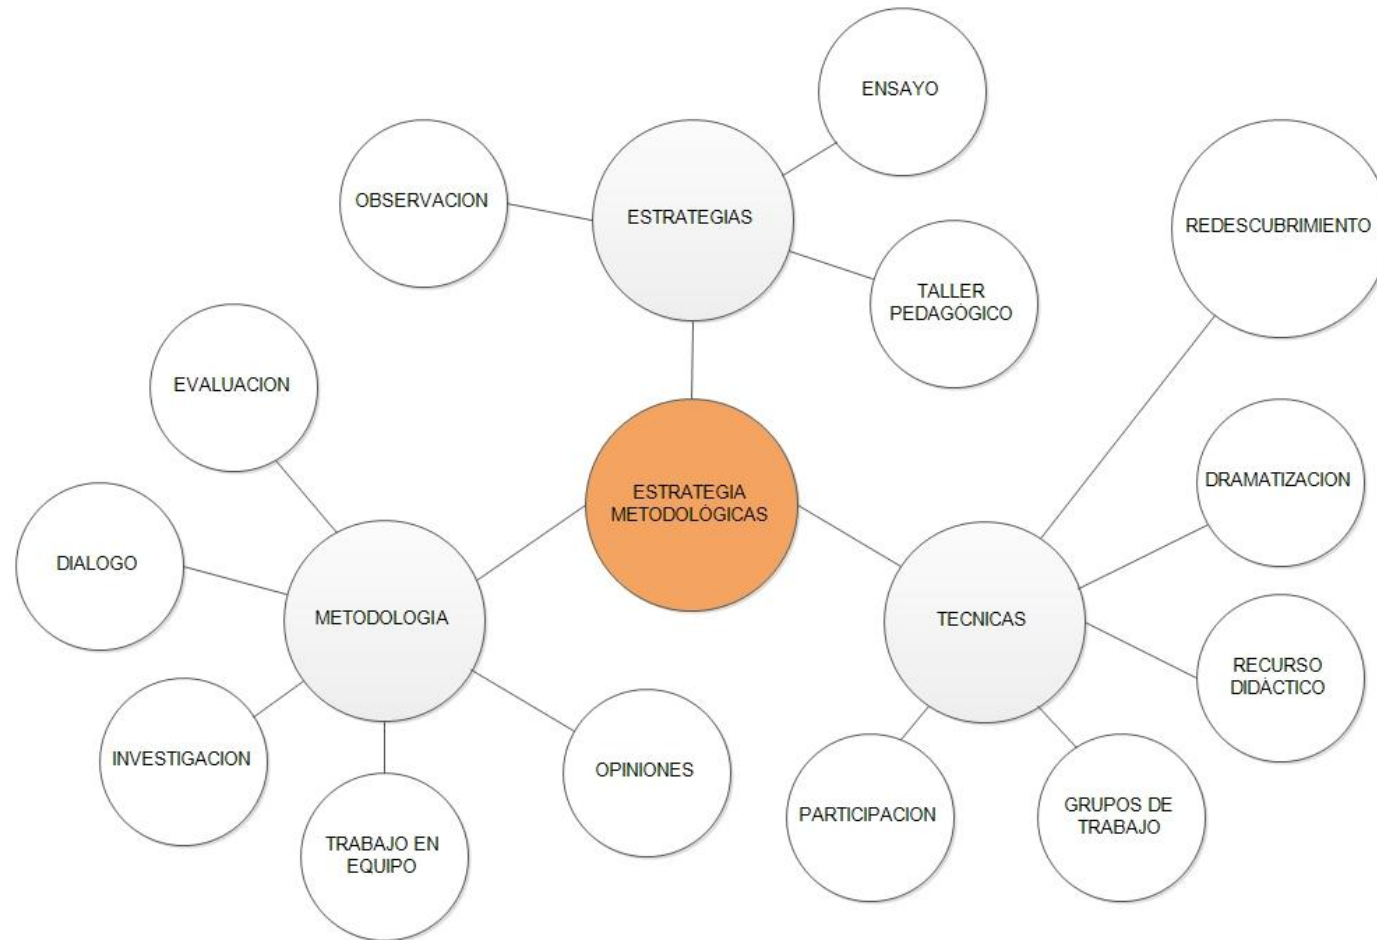 ENSAYO
OBSERVACION
ESTRATEGIAS
REDESCUBRIMIENTO
TALLER
PEDAGÓGICO
EVALUACION
DRAMATIZACION
ESTRATEGIA
METODOLÓGICAS
DIALOGO
METODOLOGIA
TECNICAS
RECURSO
DIDÁCTICO
INVESTIGACION
OPINIONES
PARTICIPACION
GRUPOS DE
TRABAJO
TRABAJO EN
EQUIPO